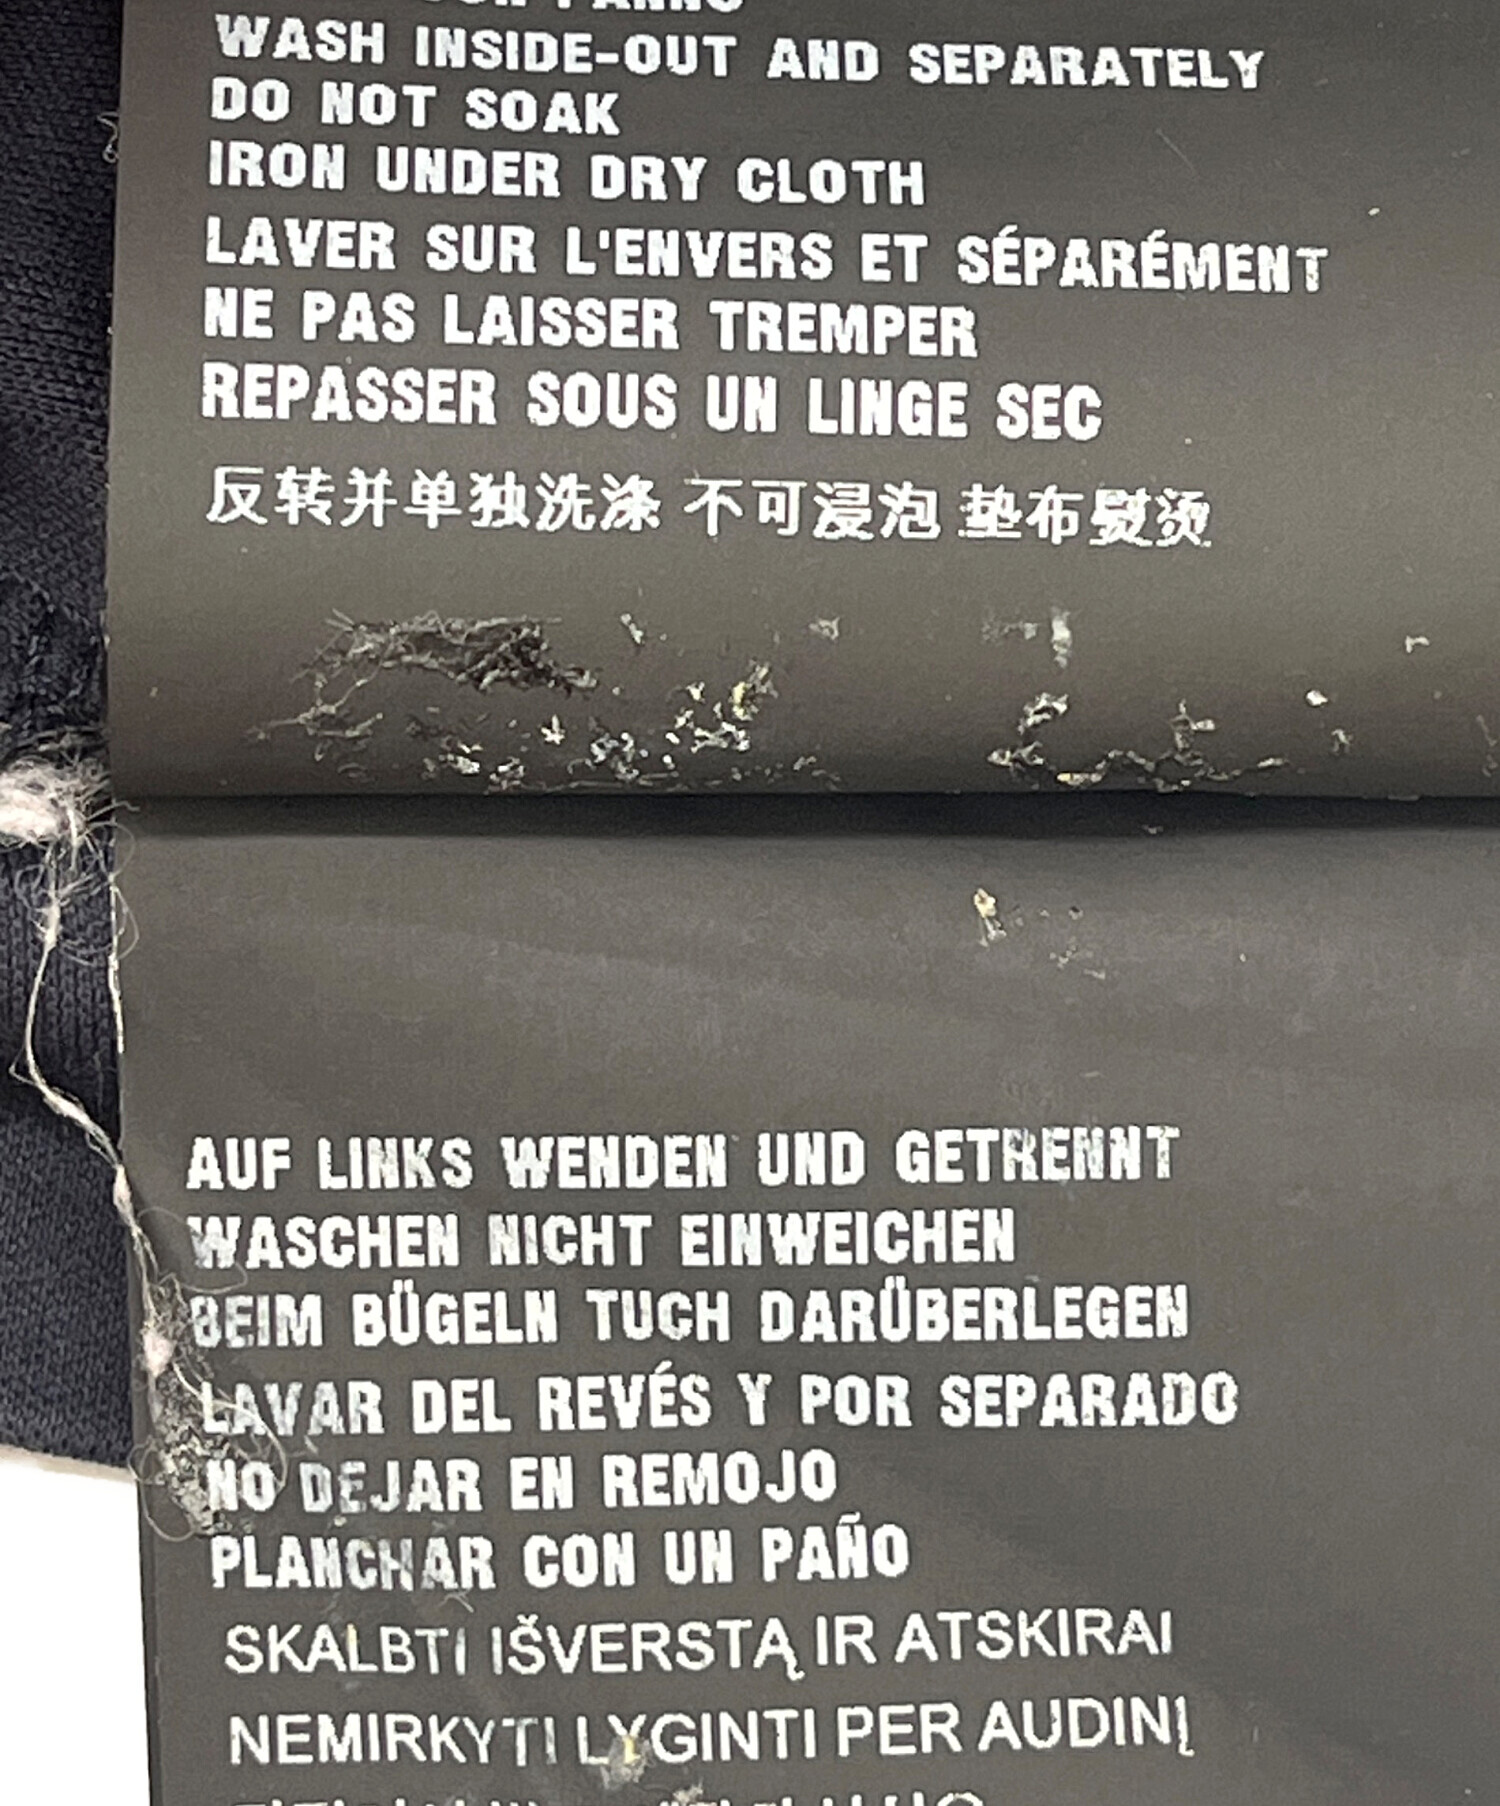 WASH INSIDE-OUT AND SEPARATELY
DO NOT SOAK
IRON UNDER DRY CLOTH
LAVER SUR L'ENVERS ET SÉPARÉMENT
NE PAS LAISSER TREMPER
REPASSER SOUS UN LINGE SEC
反转并单独洗涤 不可浸泡 垫布熨烫
AUF LINKS WENDEN UND GETRENNT
WASCHEN NICHT EINWEICHEN
BEIM BÜGELN TUCH DARÜBERLEGEN
LAVAR DEL REVÉS Y POR SEPARADO
NO DEJAR EN REMOJO
PLANCHAR CON UN PAÑO
SKALBTI IŠVERSTĄ IR ATSKIRAI
NEMIRKYTI LYGINTI PER AUDINĮ